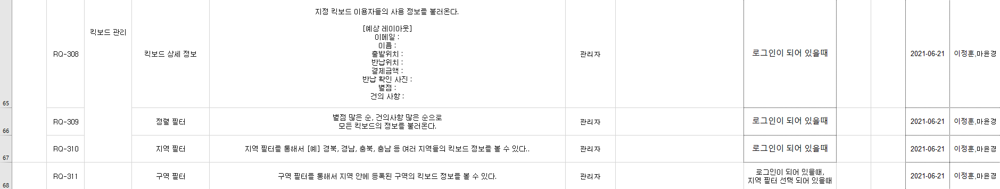 킥보드 관리
65
RQ-308
킥보드 상세 정보
지정 킥보드 이용자들의 사용 정보를 불러온다.
[예상 레이아웃]
이메일 :
이름 :
출발위치 :
반납위치 :
결제금액 :
반납 확인 사진 :
별점 :
건의 사항 :
관리자
로그인이 되어 있을때
2021-06-21
이정훈,마윤경
66
RQ-309
정렬 필터
별점 많은 순, 건의사항 많은 순으로
모든 킥보드의 정보를 불러온다.
관리자
로그인이 되어 있을때
2021-06-21
이정훈,마윤경
67
RQ-310
지역 필터
지역 필터를 통해서 [예] 경북, 경남, 충북, 충남 등 여러 지역들의 킥보드 정보를 볼 수 있다..
관리자
로그인이 되어 있을때
2021-06-21
이정훈,마윤경
68
RQ-311
구역 필터
구역 필터를 통해서 지역 안에 등록된 구역의 킥보드 정보를 볼 수 있다.
관리자
로그인이 되어 있을때,
지역 필터 선택 되어 있을때
2021-06-21
이정훈,마윤경